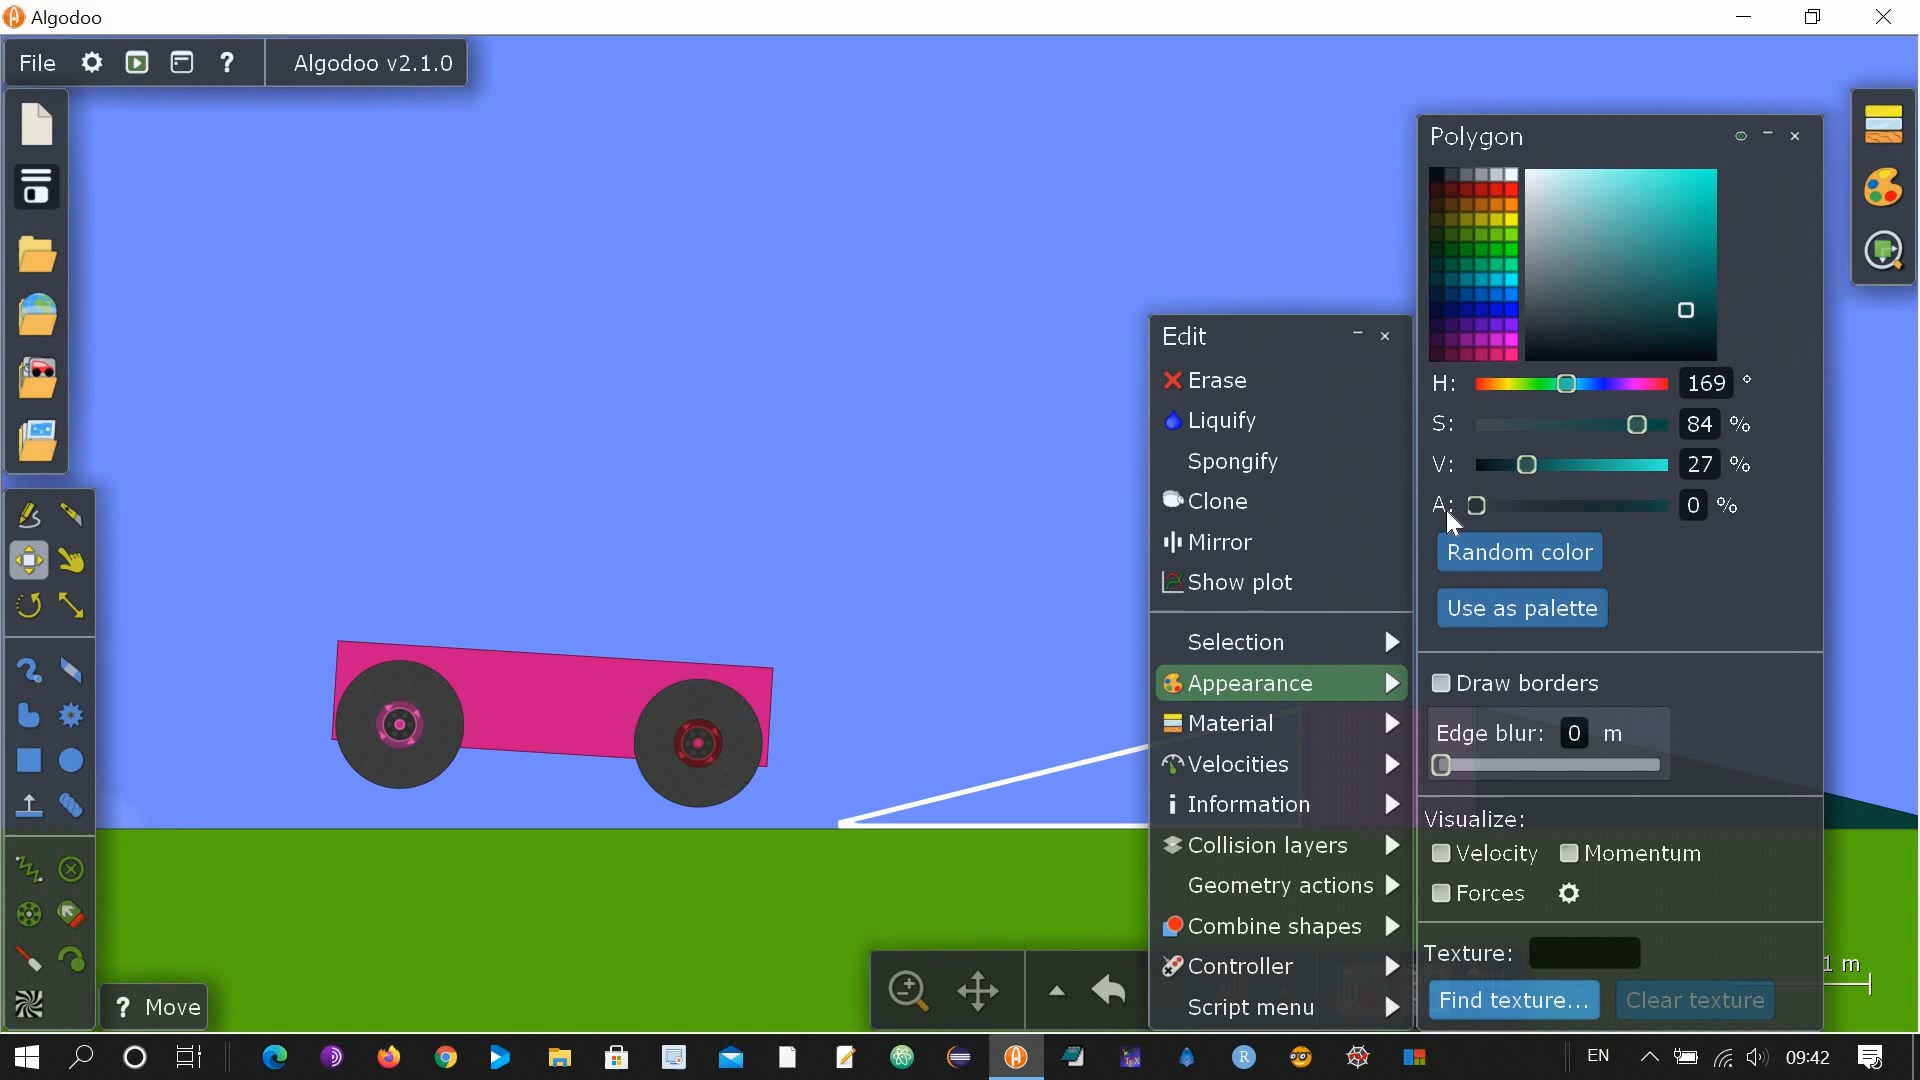 Algodoo
File ? Algodoo v2.1.0
Polygon
H: 169 °
S: 84 %
V: 27 %
A: 0 %
Random color
Use as palette
Draw borders
Edge blur: 0 m
Visualize:
Velocity Momentum
Forces
Texture:
Find texture... Clear texture
Edit
Erase
Liquify
Spongify
Clone
Mirror
Show plot
Selection
Appearance
Material
Velocities
Information
Collision layers
Geometry actions
Combine shapes
Controller
Script menu
1 m
? Move
EN 09:42